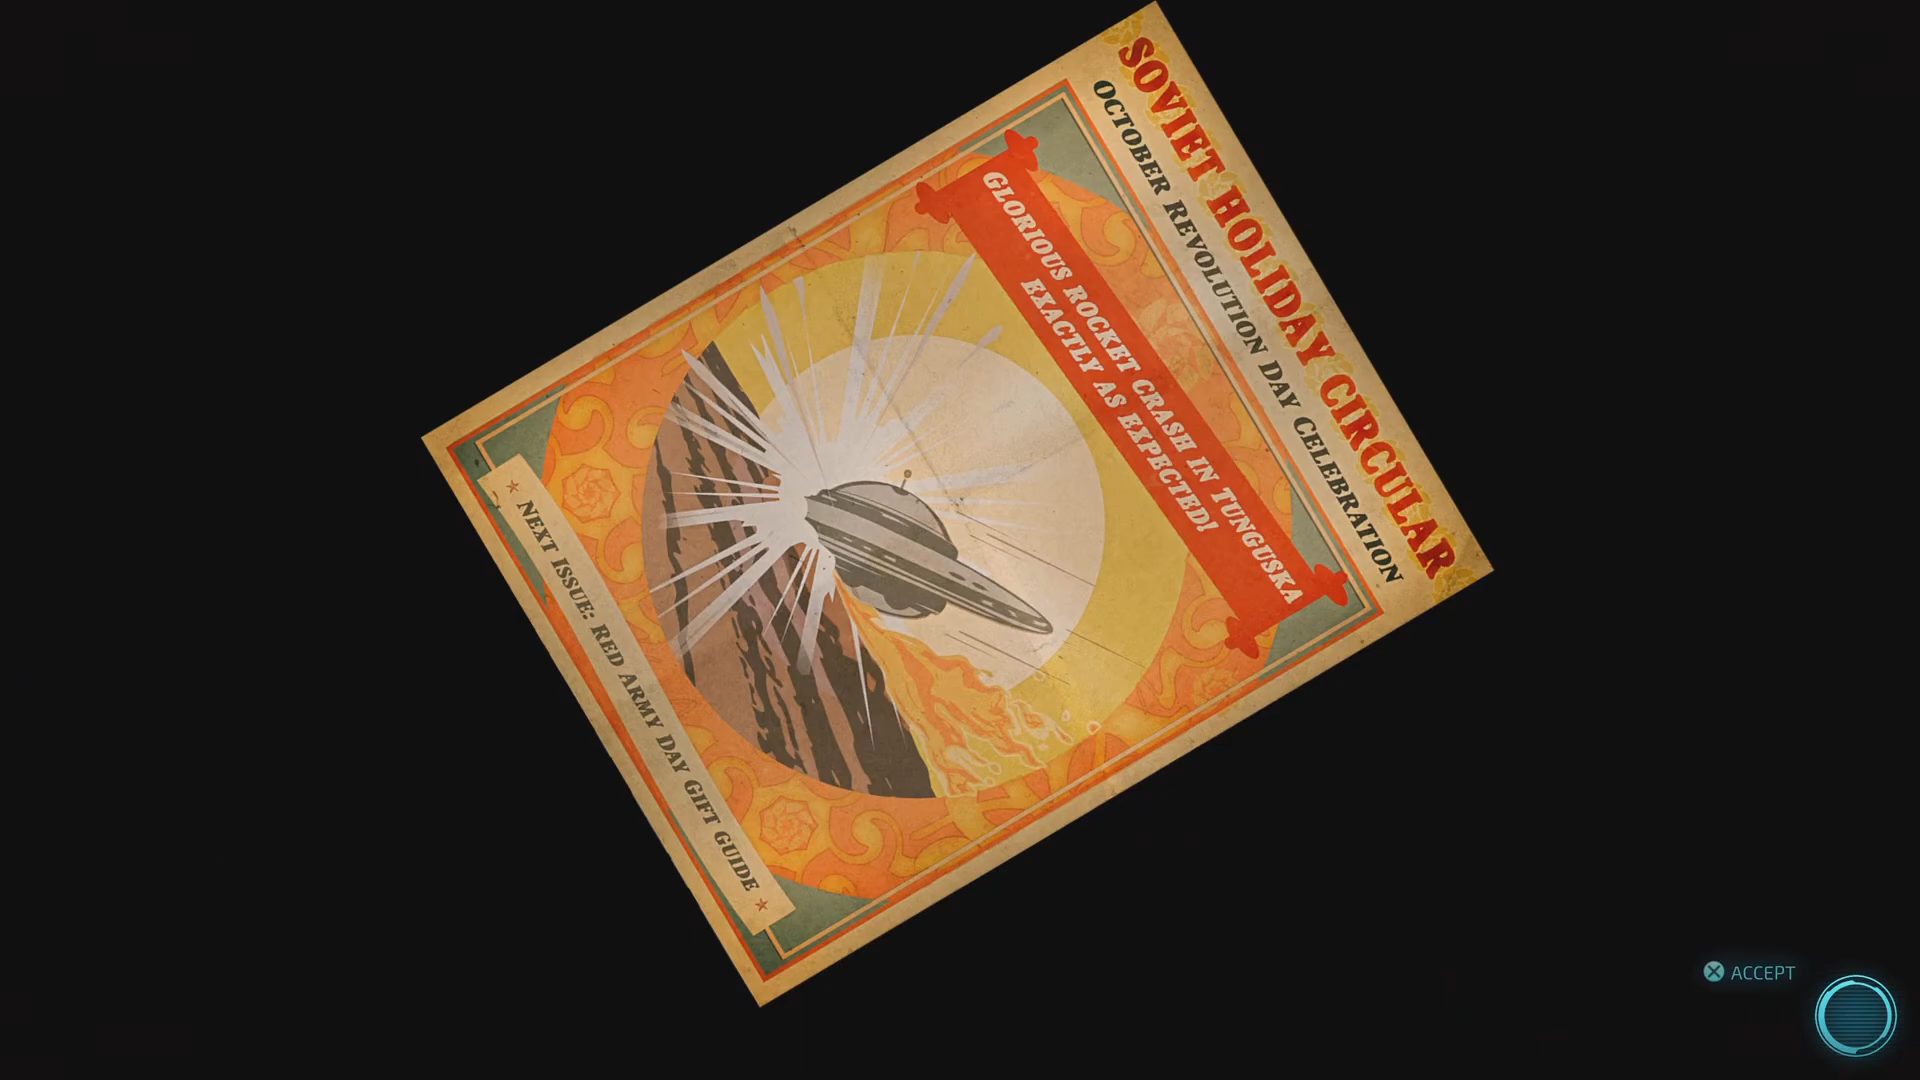 SOVIET HOLIDAY CIRCULAR
OCTOBER REVOLUTION DAY CELEBRATION
GLORIOUS ROCKET CRASH IN TUNGUSKA
EXACTLY AS EXPECTED!
NEXT ISSUE: RED ARMY DAY GIFT GUIDE
ACCEPT